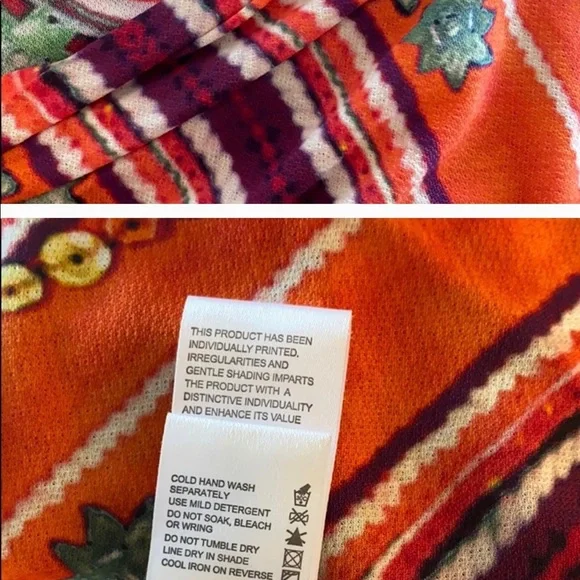 THIS PRODUCT HAS BEEN
INDIVIDUALLY PRINTED.
IRREGULARITIES AND
GENTLE SHADING IMPARTS
THE PRODUCT WITH A
DISTINCTIVE INDIVIDUALITY
AND ENHANCE ITS VALUE
COLD HAND WASH
SEPARATELY
USE MILD DETERGENT
DO NOT SOAK, BLEACH
OR WRING
DO NOT TUMBLE DRY
LINE DRY IN SHADE
COOL IRON ON REVERSE